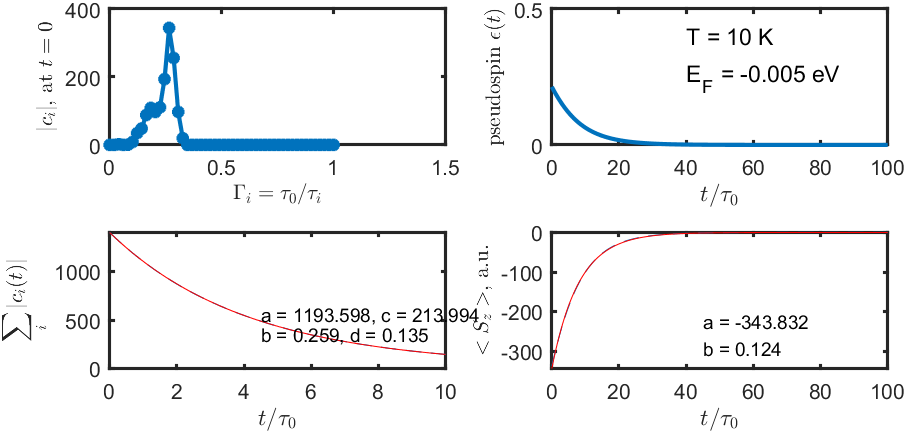 400
200
0
|c_i|, at t = 0
0 0.5 1 1.5
Γ_i = τ_0/τ_i
0.5
0
pseudospin ϵ(t)
T = 10 K
E_F = -0.005 eV
0 20 40 60 80 100
t/τ_0
1000
500
0
∑_i |c_i(t)|
a = 1193.598, c = 213.994
b = 0.259, d = 0.135
0 2 4 6 8 10
t/τ_0
0
-100
-200
-300
< S_z >, a.u.
a = -343.832
b = 0.124
0 20 40 60 80 100
t/τ_0